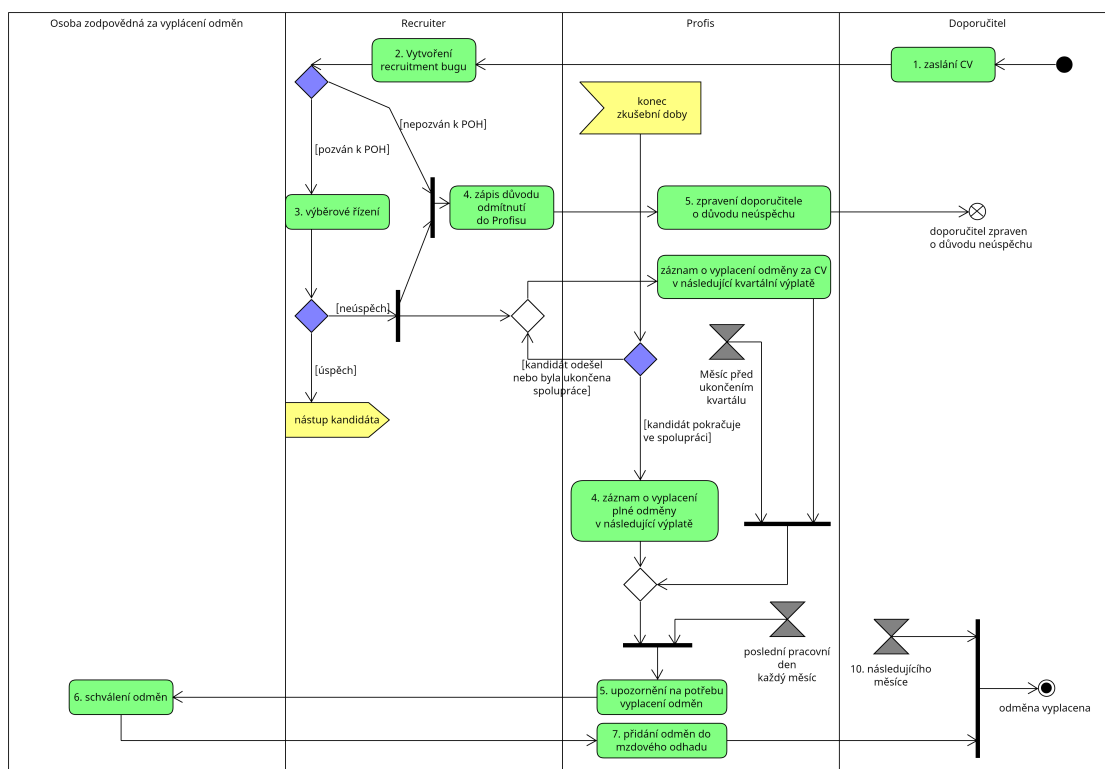 Osoba zodpovědná za vyplácení odměn
Recruiter
Profis
Doporučitel
2. Vytvoření
recruitment bugu
1. zaslání CV
konec
zkušební doby
[nepozván k POH]
[pozván k POH]
3. výběrové řízení
4. zápis důvodu
odmítnutí
do Profisu
5. zpravení doporučitele
o důvodu neúspěchu
doporučitel zpraven
o důvodu neúspěchu
záznam o vyplacení odměny za CV
v následující kvartální výplatě
[neúspěch]
[kandidát odešel
nebo byla ukončena
spolupráce]
[úspěch]
Měsíc před
ukončením
kvartálu
nástup kandidáta
[kandidát pokračuje
ve spolupráci]
4. záznam o vyplacení
plné odměny
v následující výplatě
poslední pracovní
den
každý měsíc
10. následujícího
měsíce
6. schválení odměn
5. upozornění na potřebu
vyplacení odměn
odměna vyplacena
7. přidání odměn do
mzdového odhadu